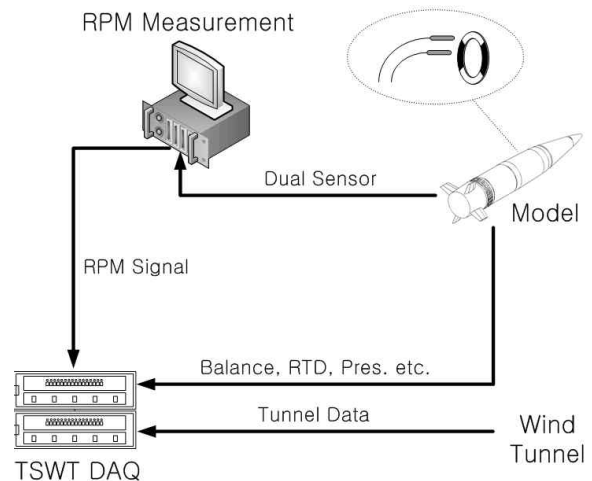 RPM Measurement
Dual Sensor
Model
RPM Signal
Balance, RTD, Pres. etc.
Tunnel Data
Wind
Tunnel
TSWT DAQ